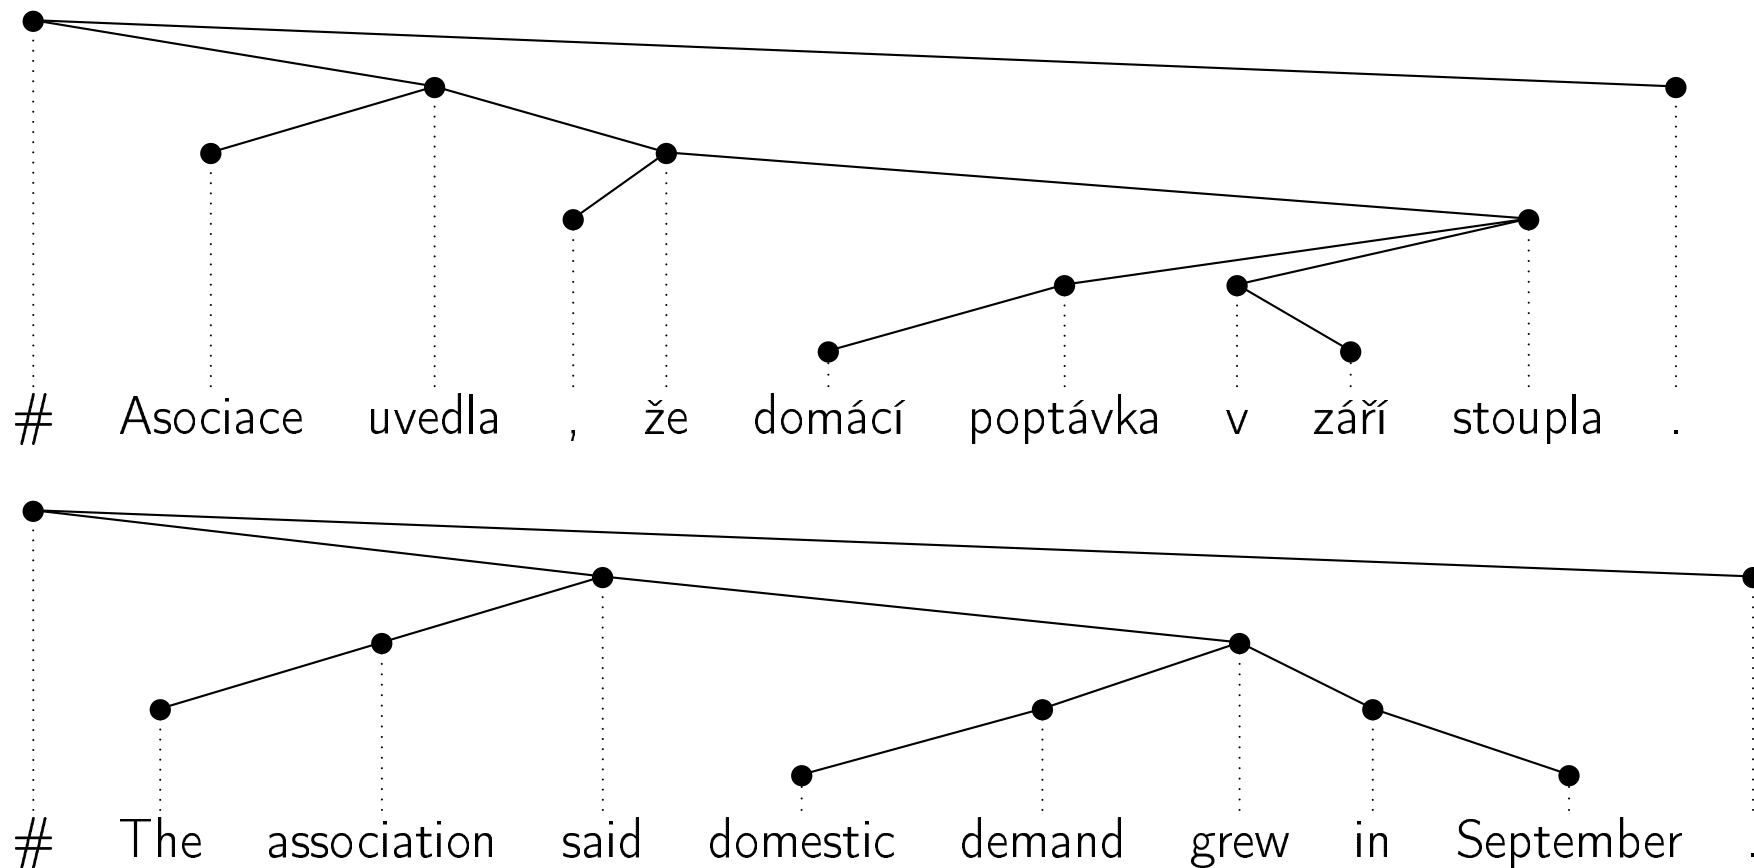 # Asociace uvedla , že domácí poptávka v září stoupla .
# The association said domestic demand grew in September .